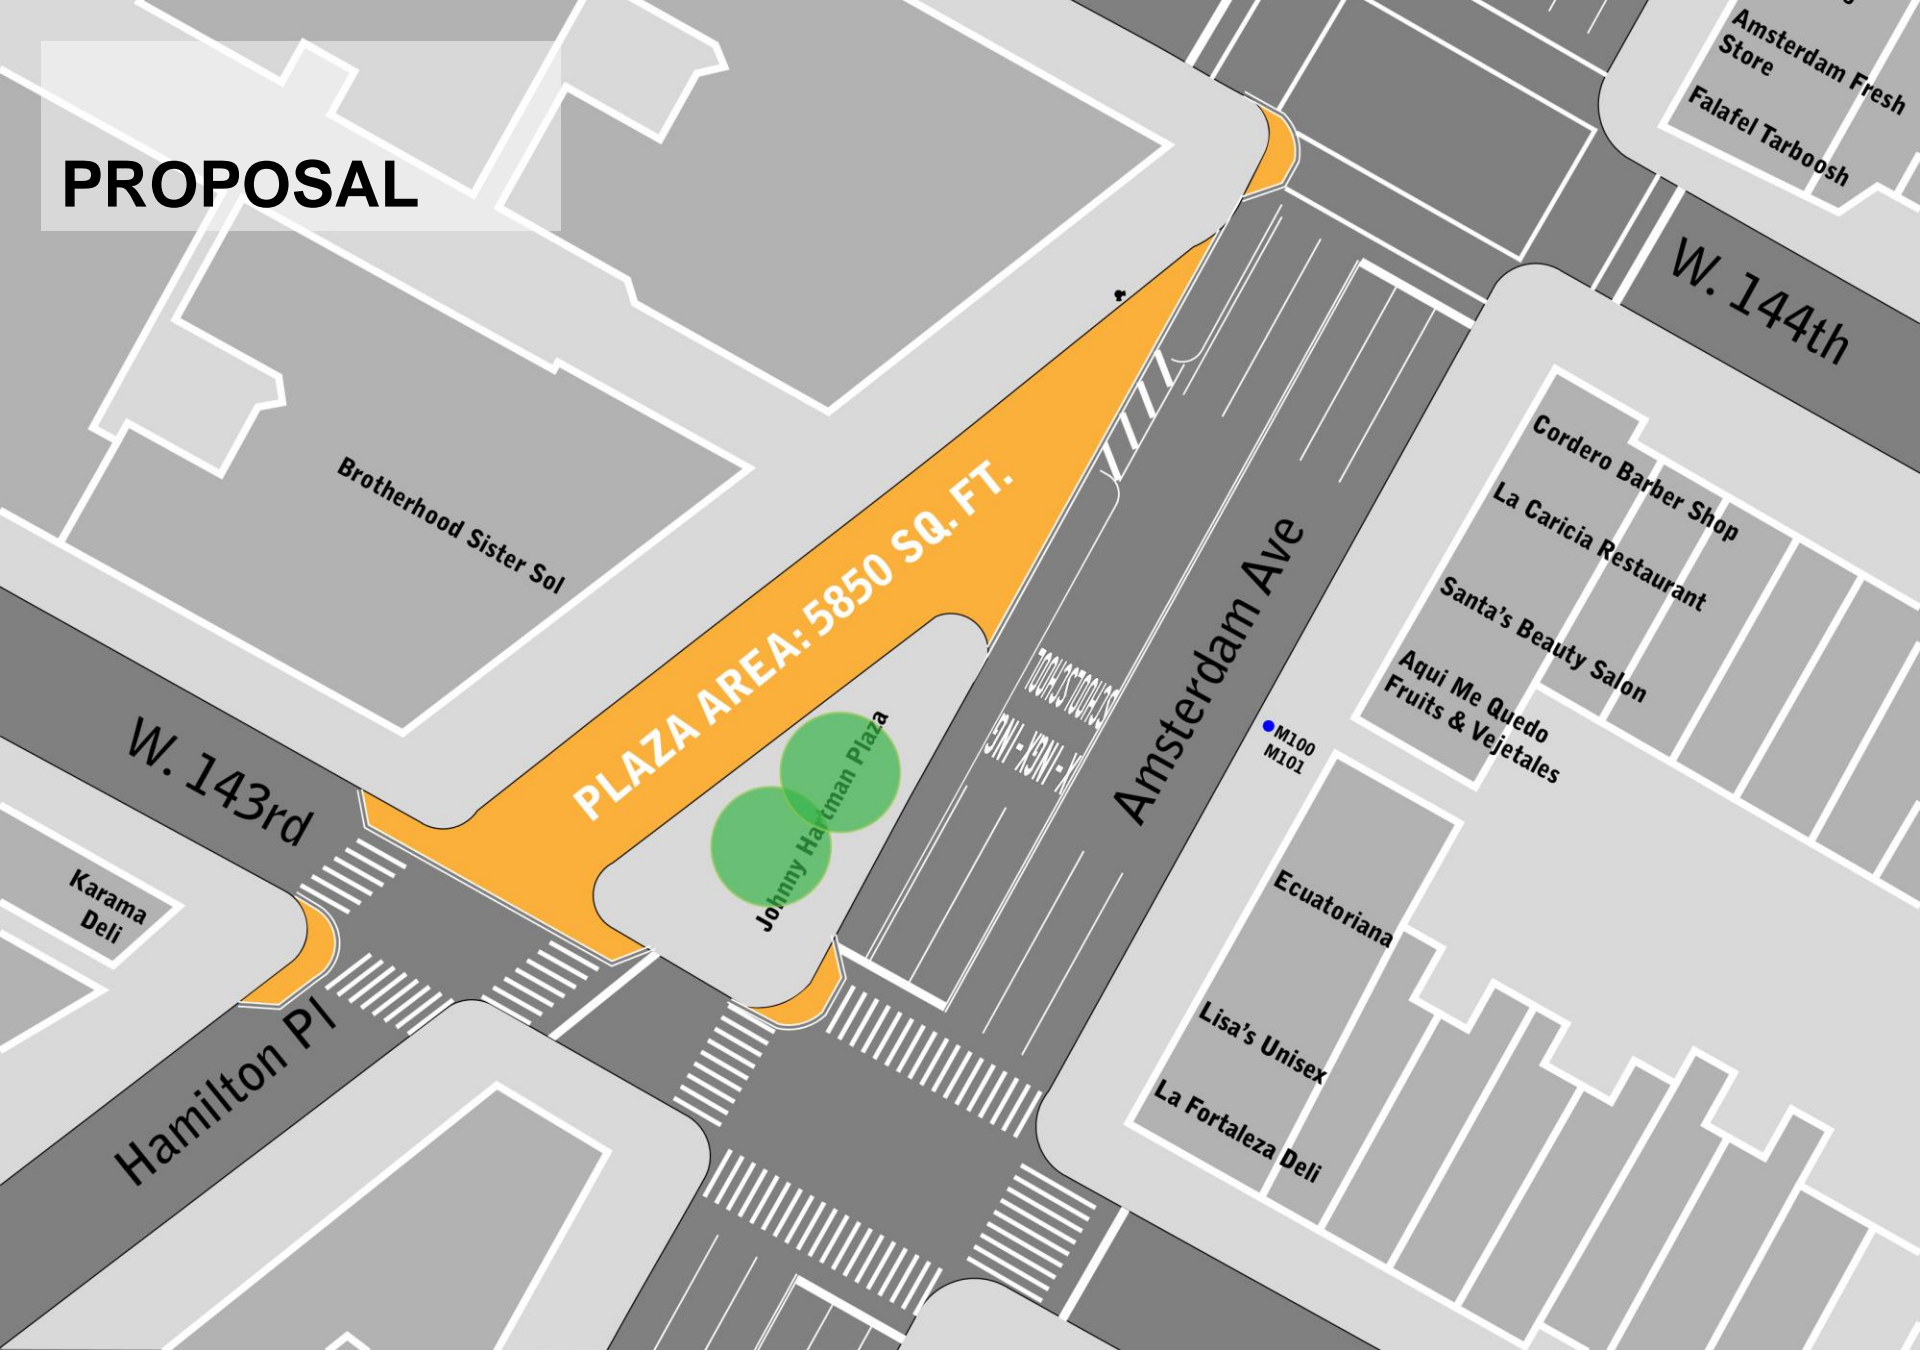 PROPOSAL
Amsterdam Fresh
Store
Falafel Tarboosh
W. 144th
Brotherhood Sister Sol
PLAZA AREA: 5850 SQ. FT.
Cordero Barber Shop
La Caricia Restaurant
Santa's Beauty Salon
Aqui Me Quedo
Fruits & Vejetales
Amsterdam Ave
M100
M101
Johnny Hartman Plaza
W. 143rd
Karama
Deli
Hamilton Pl
Ecuatoriana
Lisa's Unisex
La Fortaleza Deli